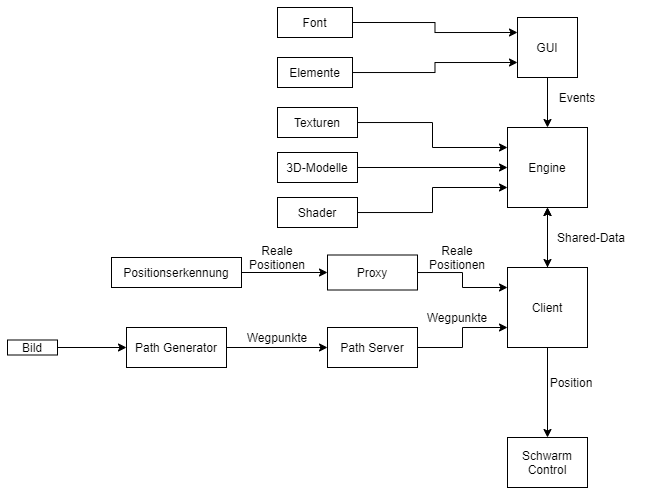 Font
GUI
Elemente
Events
Texturen
3D-Modelle
Engine
Shader
Shared-Data
Reale
Positionen
Reale
Positionen
Positionserkennung
Proxy
Client
Wegpunkte
Wegpunkte
Bild
Path Generator
Path Server
Position
Schwarm
Control